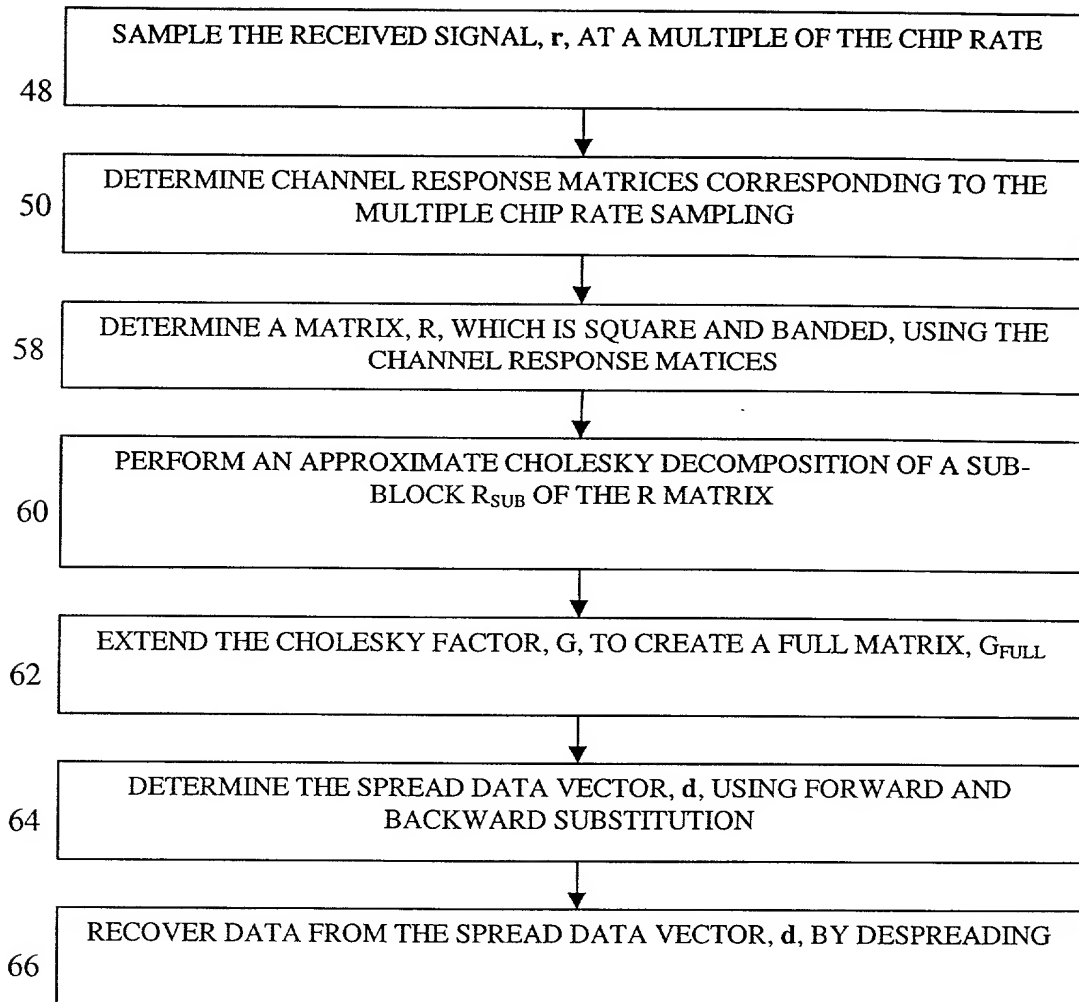 SAMPLE THE RECEIVED SIGNAL, r, AT A MULTIPLE OF THE CHIP RATE
48
DETERMINE CHANNEL RESPONSE MATRICES CORRESPONDING TO THE
50
MULTIPLE CHIP RATE SAMPLING
DETERMINE A MATRIX, R, WHICH IS SQUARE AND BANDED, USING THE
58
CHANNEL RESPONSE MATICES
PERFORM AN APPROXIMATE CHOLESKY DECOMPOSITION OF A SUB-
BLOCK RSUB OF THE R MATRIX
60
EXTEND THE CHOLESKY FACTOR, G, TO CREATE A FULL MATRIX, GFULL
62
DETERMINE THE SPREAD DATA VECTOR, d, USING FORWARD AND
64
BACKWARD SUBSTITUTION
RECOVER DATA FROM THE SPREAD DATA VECTOR, d, BY DESPREADING
66